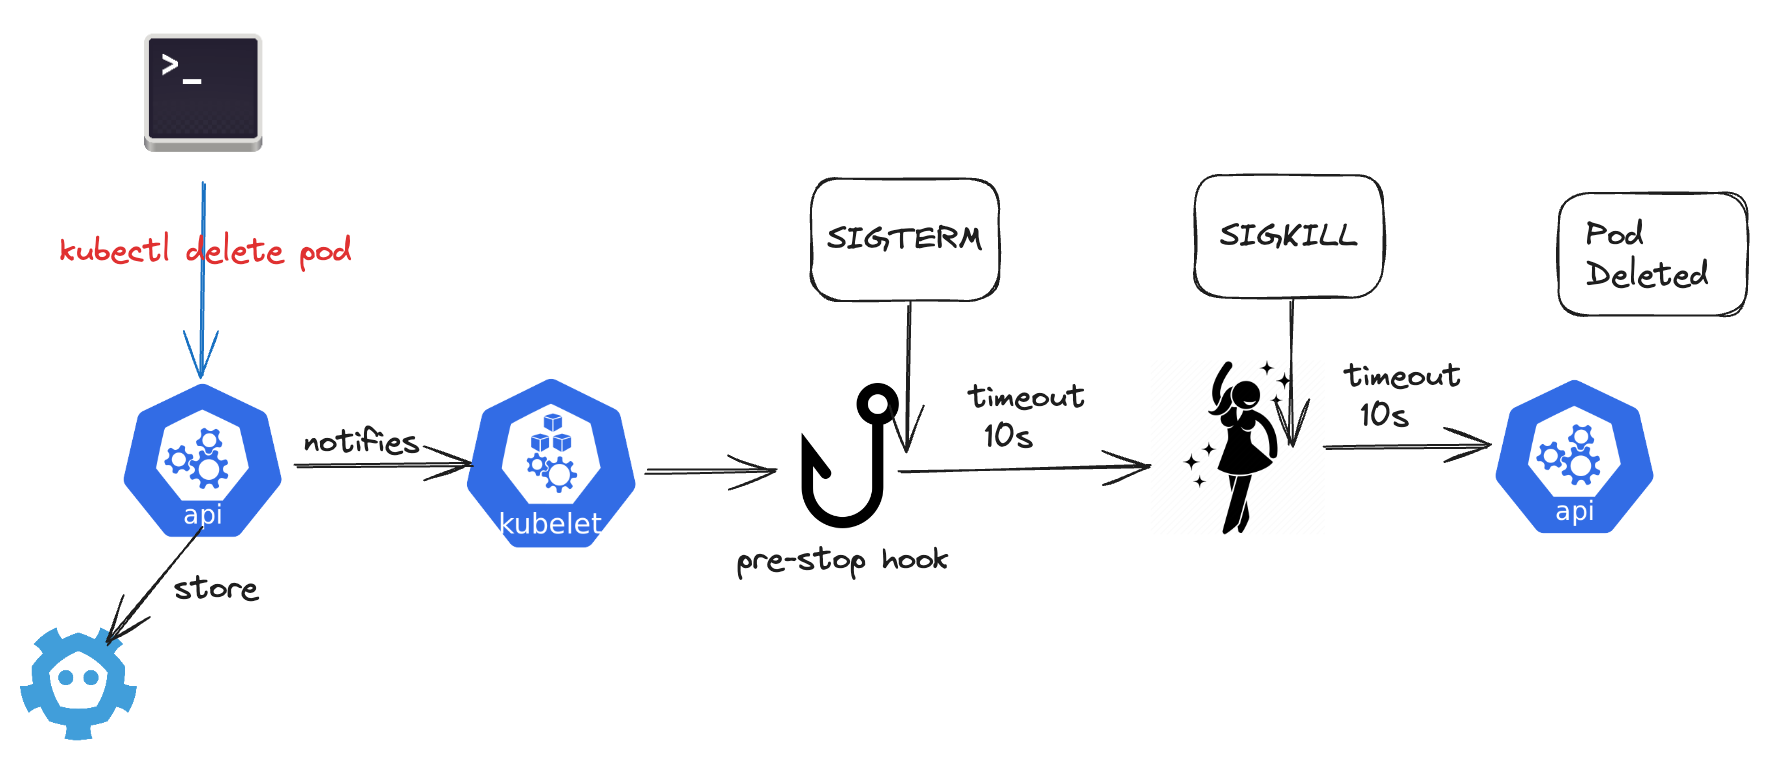 >_
kubectl delete pod
SIGTERM
SIGKILL
Pod
Deleted
timeout
10s
timeout
10s
notifies
api
kubelet
api
pre-stop hook
store